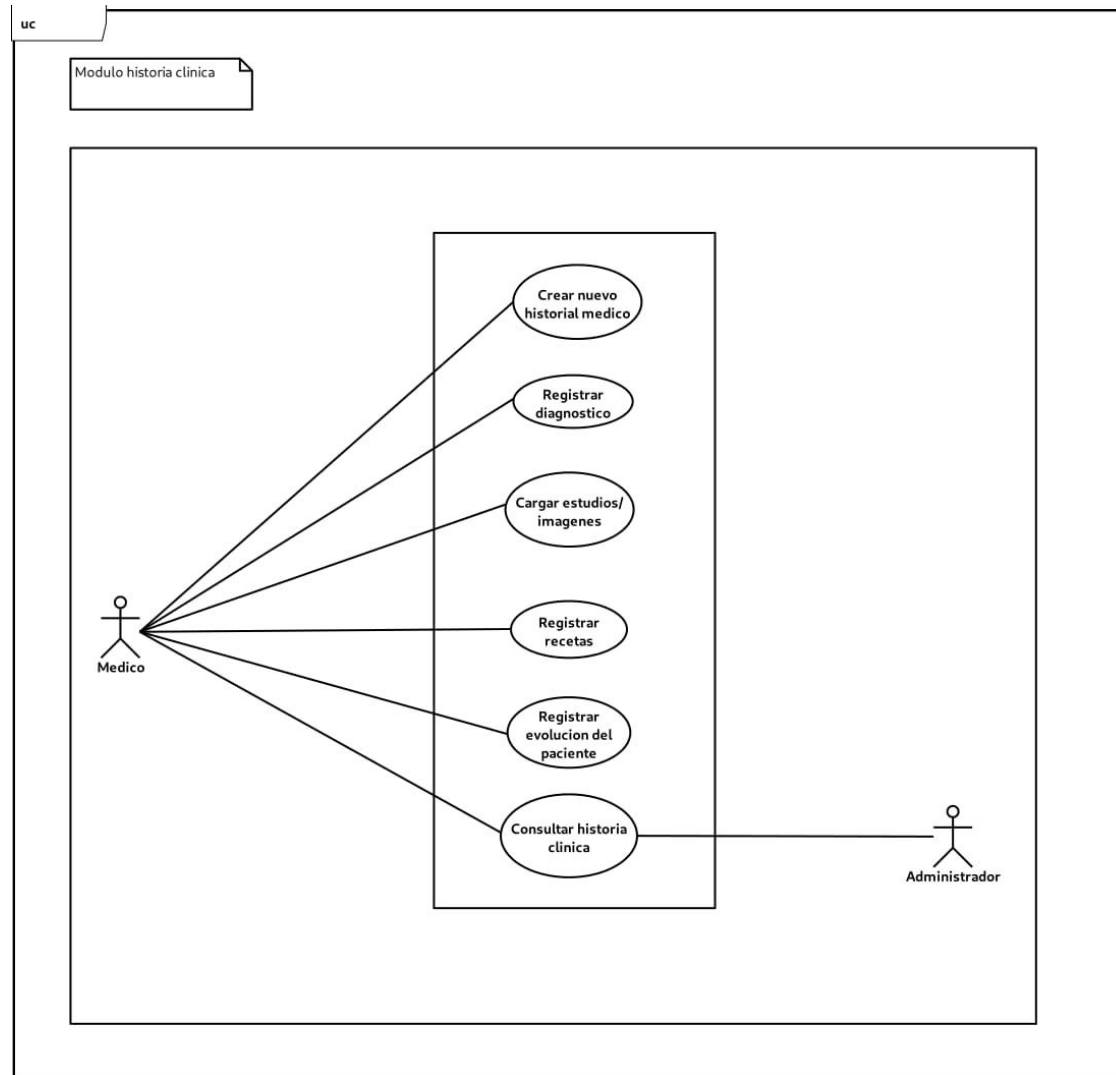 uc
Modulo historia clinica
Crear nuevo
historial medico
Registrar
diagnostico
Cargar estudios/
imagenes
Registrar
recetas
Medico
Registrar
evolucion del
paciente
Consultar historia
clinica
Administrador